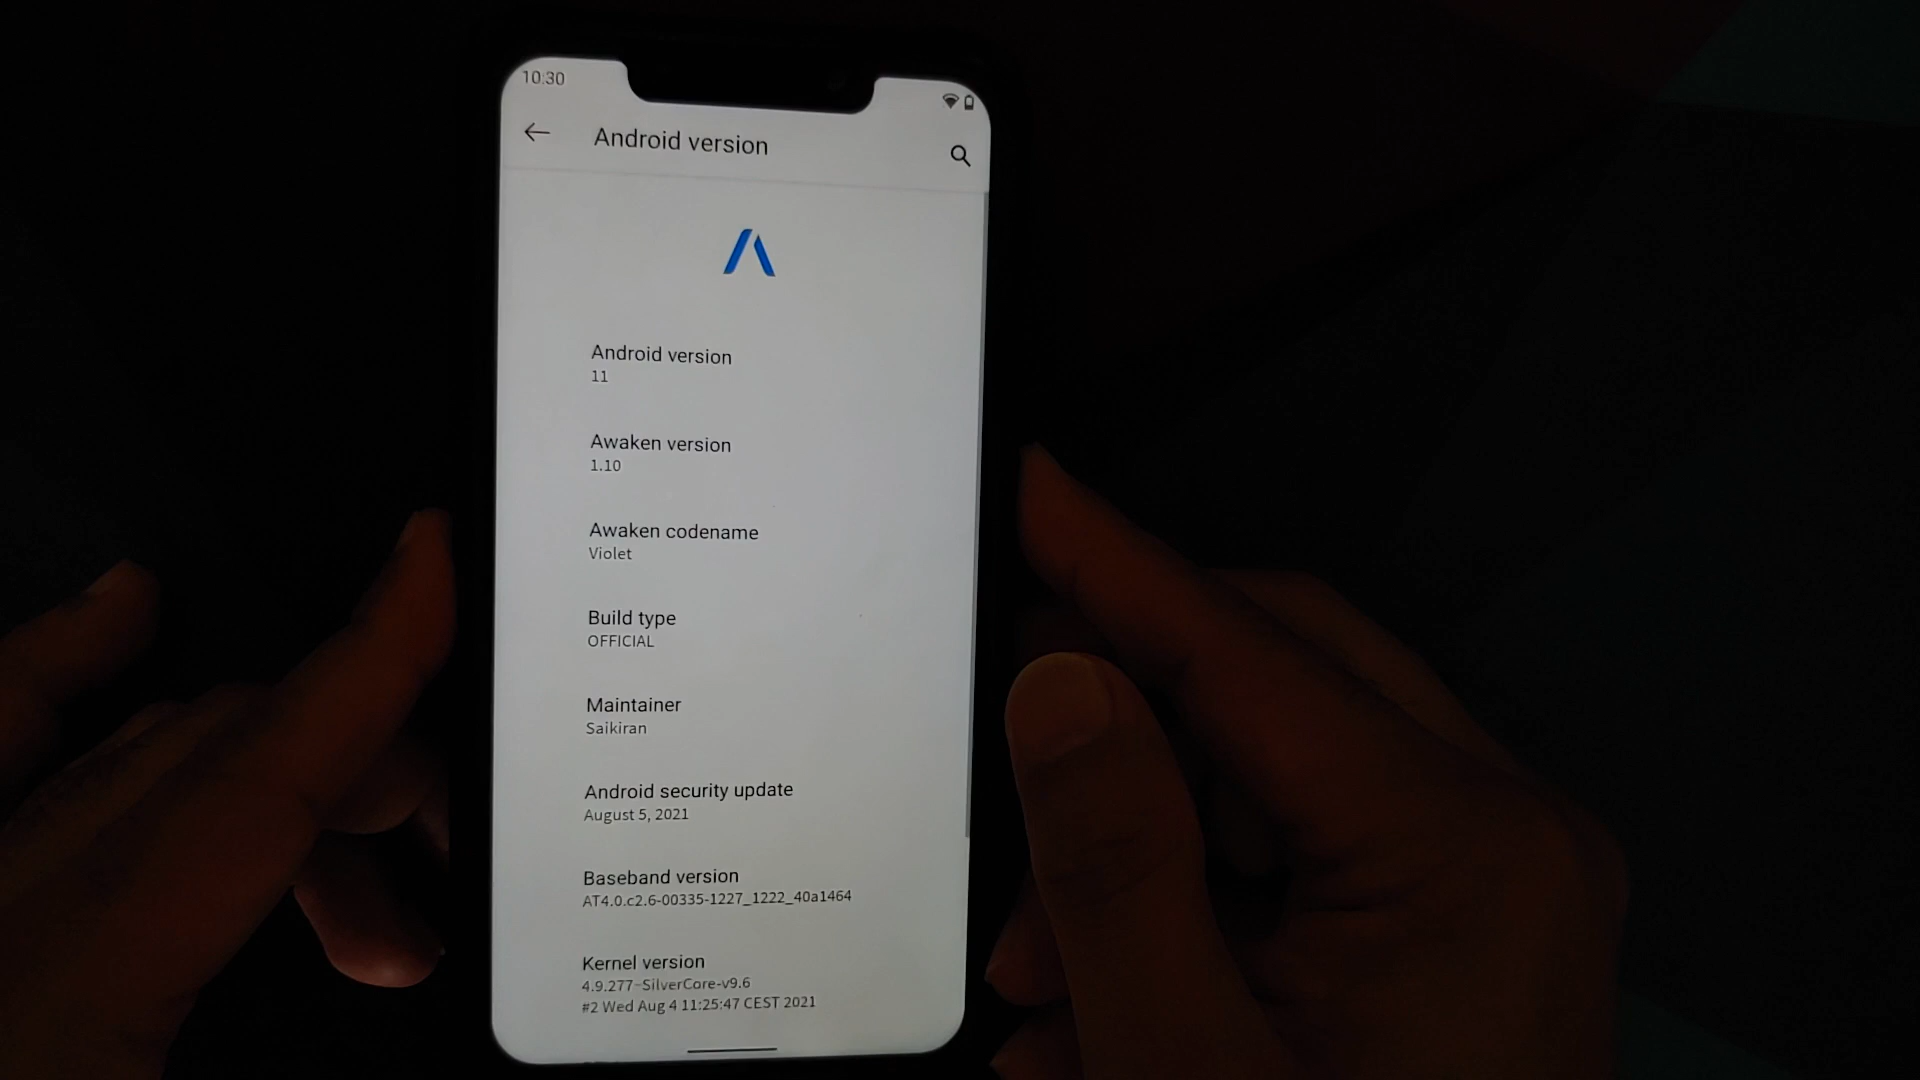 10:30
Android version
Android version
11
Awaken version
1.10
Awaken codename
Violet
Build type
OFFICIAL
Maintainer
Saikiran
Android security update
August 5, 2021
Baseband version
AT4.0.c2.6-00335-1227_1222_40a1464
Kernel version
4.9.277-SilverCore-v9.6
#2 Wed Aug 4 11:25:47 CEST 2021